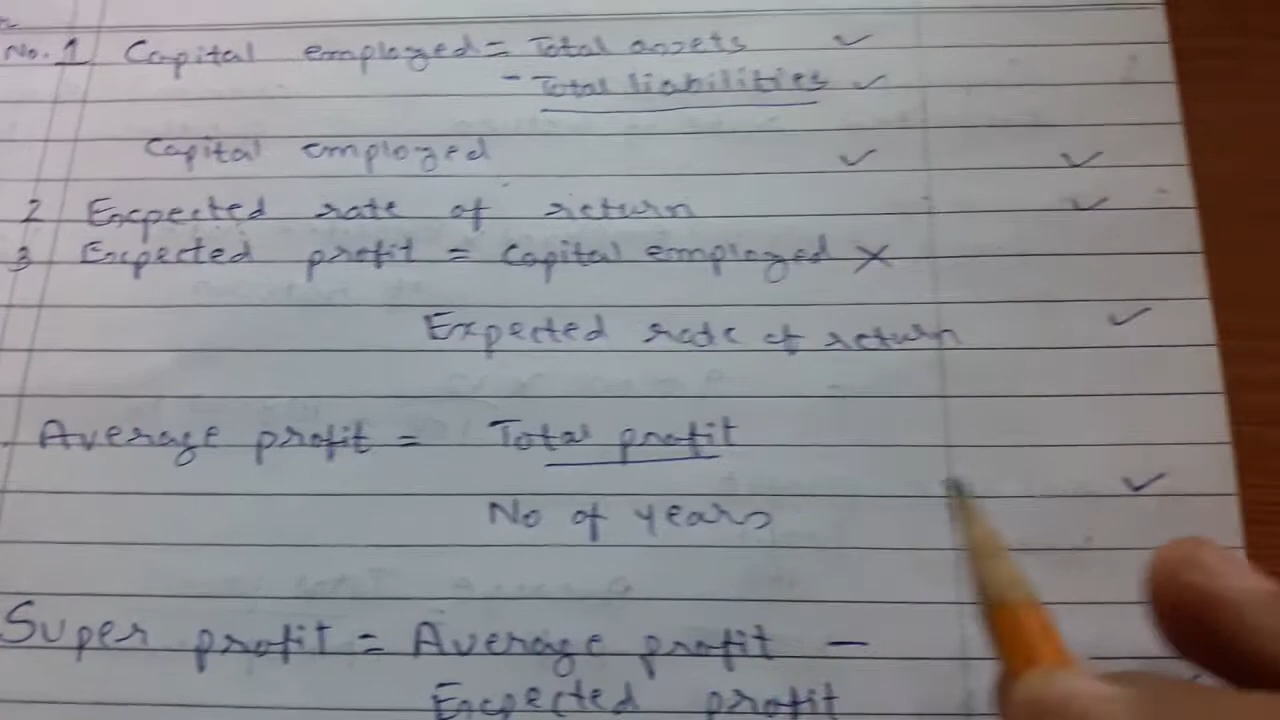 No. 1 Capital employed = Total assets ✓
- Total liabilities ✓
Capital employed ✓ ✓
2 Expected rate of return ✓
3 Expected profit = Capital employed ×
Expected rate of return ✓
Average profit = Total profit
✓
No of years
Super profit = Average profit -
Expected profit